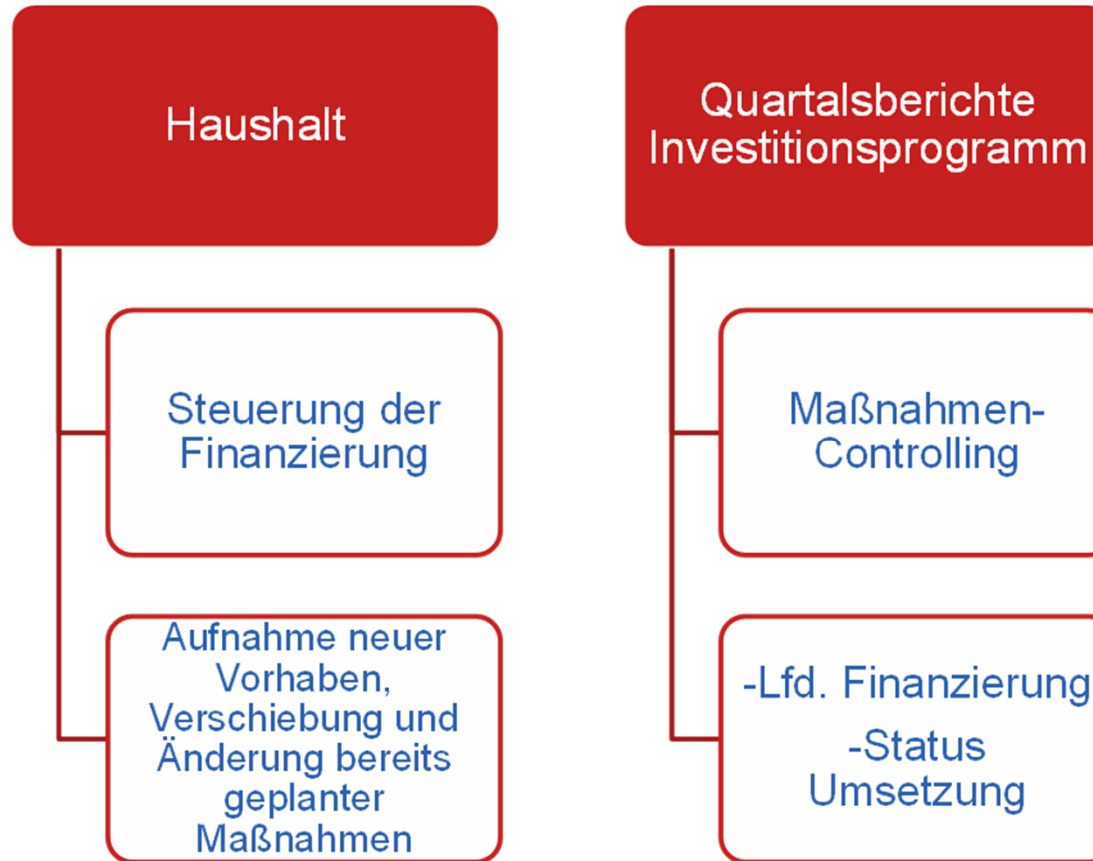 Haushalt
Steuerung der
Finanzierung
Aufnahme neuer
Vorhaben,
Verschiebung und
Änderung bereits
geplanter
Maßnahmen
Quartalsberichte
Investitionsprogramm
Maßnahmen-
Controlling
-Lfd. Finanzierung
-Status
Umsetzung